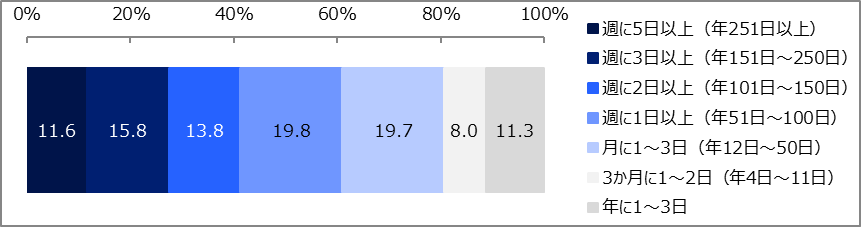 0% 20% 40% 60% 80% 100%
11.6 15.8 13.8 19.8 19.7 8.0 11.3
週に5日以上（年251日以上）
週に3日以上（年151日～250日）
週に2日以上（年101日～150日）
週に1日以上（年51日～100日）
月に1～3日（年12日～50日）
3か月に1～2日（年4日～11日）
年に1～3日